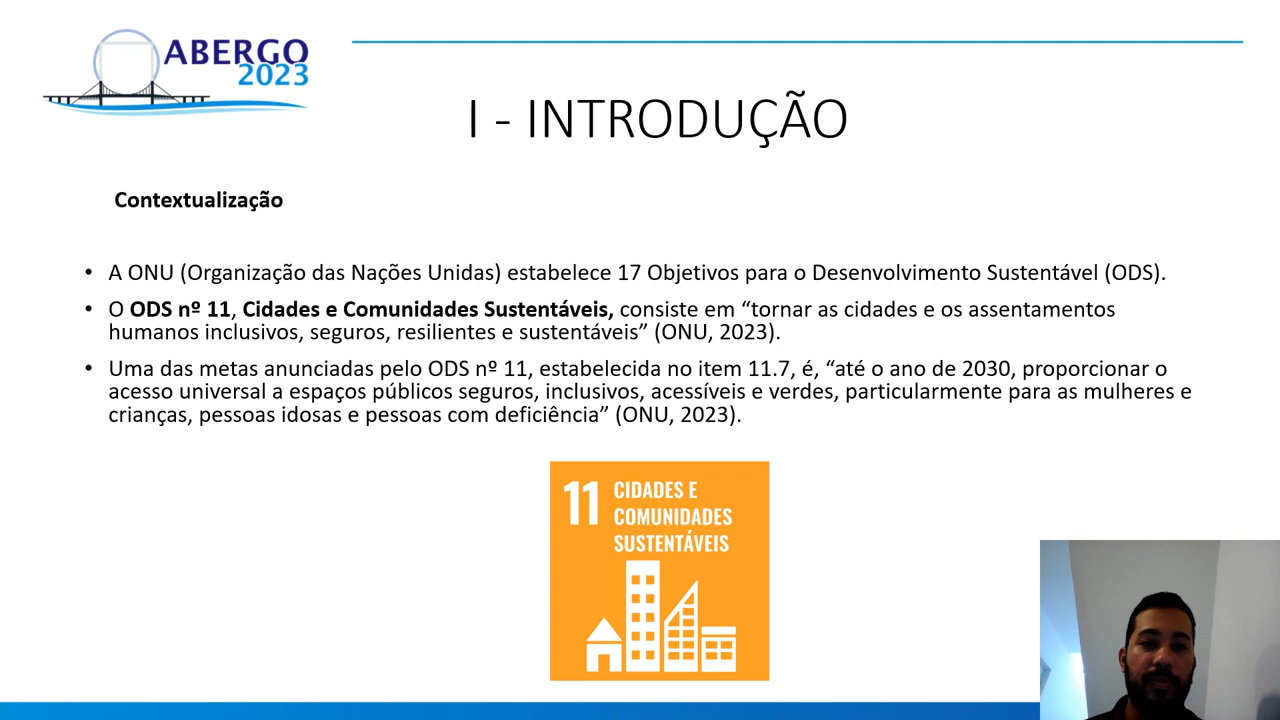 ABERGO
2023
I - INTRODUÇÃO
Contextualização
• A ONU (Organização das Nações Unidas) estabelece 17 Objetivos para o Desenvolvimento Sustentável (ODS).
• O ODS nº 11, Cidades e Comunidades Sustentáveis, consiste em “tornar as cidades e os assentamentos
humanos inclusivos, seguros, resilientes e sustentáveis” (ONU, 2023).
• Uma das metas anunciadas pelo ODS nº 11, estabelecida no item 11.7, é, “até o ano de 2030, proporcionar o
acesso universal a espaços públicos seguros, inclusivos, acessíveis e verdes, particularmente para as mulheres e
crianças, pessoas idosas e pessoas com deficiência” (ONU, 2023).
11 CIDADES E
COMUNIDADES
SUSTENTÁVEIS